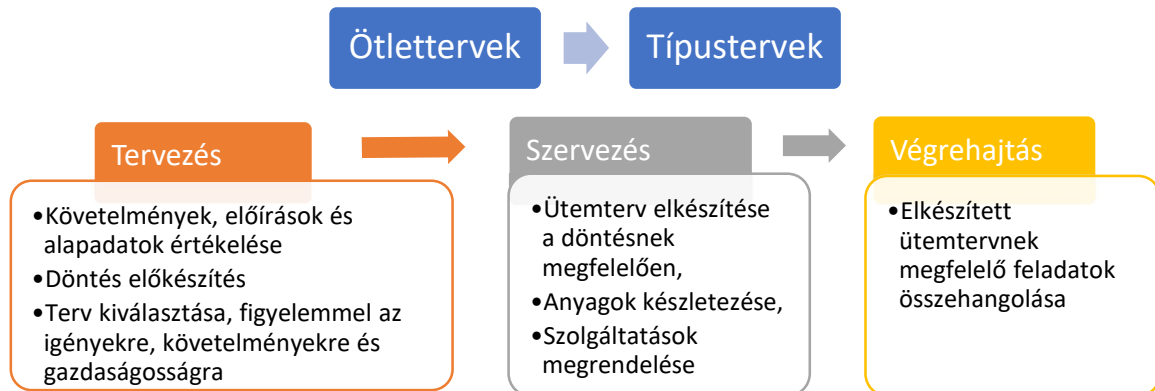 Ötlettervek
Típustervek
Tervezés
•Követelmények, előírások és
alapadatok értékelése
•Döntés előkészítés
•Terv kiválasztása, figyelemmel az
igényekre, követelményekre és
gazdaságosságra
Szervezés
•Ütemterv elkészítése
a döntésnek
megfelelően,
•Anyagok készletezése,
•Szolgáltatások
megrendelése
Végrehajtás
•Elkészített
ütemtervnek
megfelelő feladatok
összehangolása